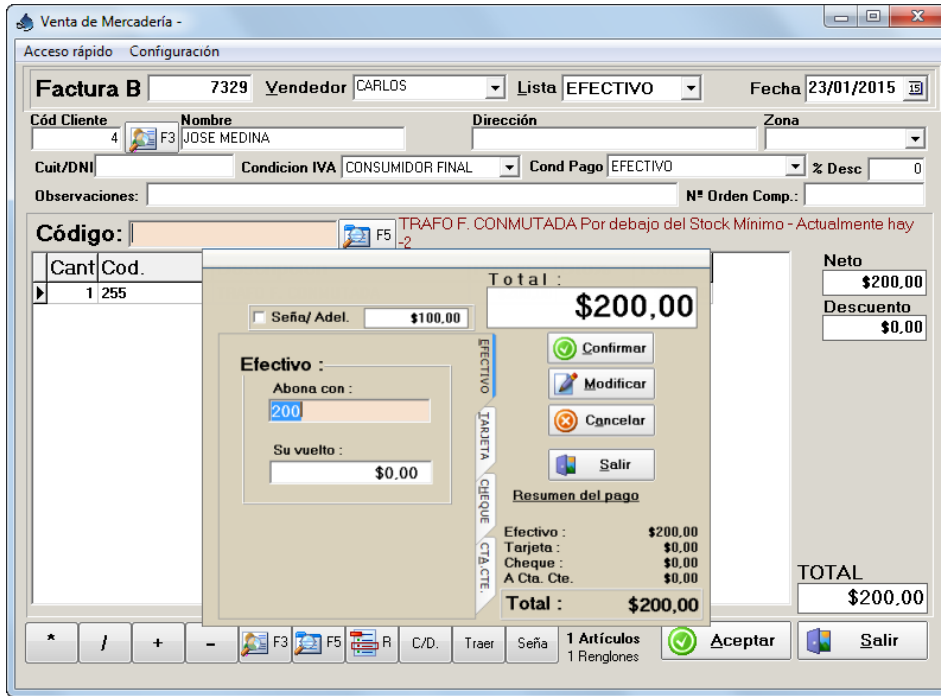 Venta de Mercadería -
Acceso rápido Configuración
Factura B 7329 Vendedor CARLOS Lista EFECTIVO Fecha 23/01/2015 15
Cód Cliente Nombre Dirección Zona
4 F3 JOSE MEDINA
Cuit/DNI Condicion IVA CONSUMIDOR FINAL Cond Pago EFECTIVO % Desc 0
Observaciones: Nº Orden Comp.:
Código: F5 TRAFO F. CONMUTADA Por debajo del Stock Mínimo - Actualmente hay
-2
Cant Cod.
1 255
Neto
$200,00
Descuento
$0,00
Total :
$200,00
Seña/ Adel. $100,00
EFECTIVO
TARJETA
CHEQUE
CTA.CTE.
Efectivo :
Abona con :
200
Su vuelto :
$0,00
Confirmar
Modificar
Cancelar
Salir
Resumen del pago
Efectivo : $200,00
Tarjeta : $0,00
Cheque : $0,00
A Cta. Cte. $0,00
Total : $200,00
TOTAL
$200,00
* / + - F3 F5 R C/D. Traer Seña 1 Artículos Aceptar Salir
1 Renglones